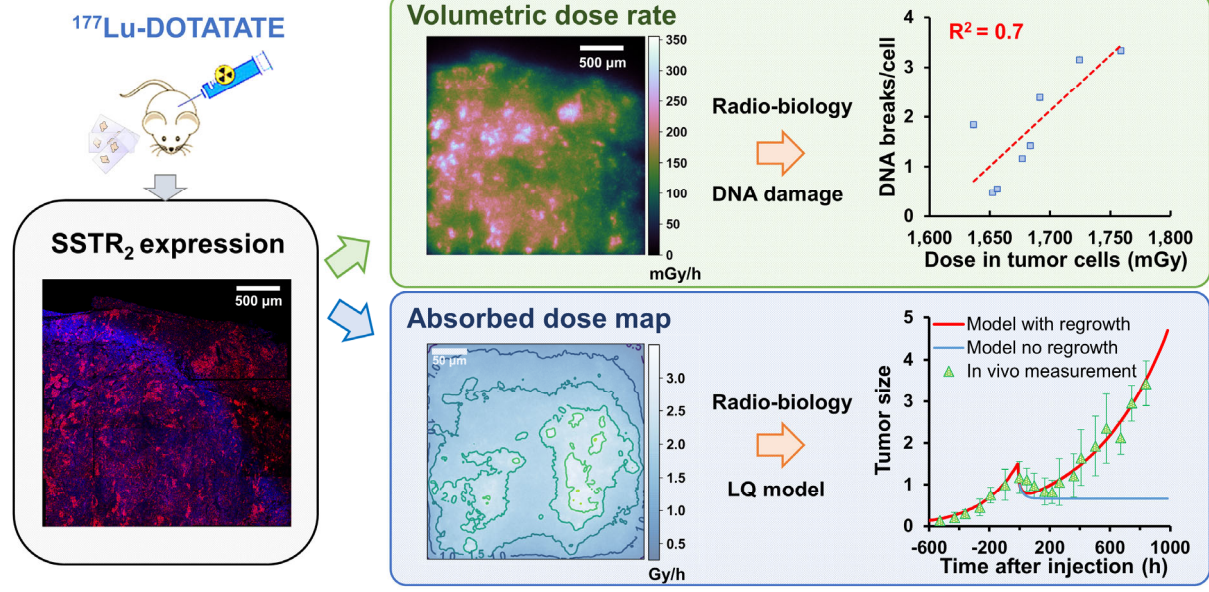 ¹⁷⁷Lu-DOTATATE
SSTR₂ expression
500 µm
Volumetric dose rate
500 µm
350
300
250
200
150
100
50
0
mGy/h
Radio-biology
DNA damage
R² = 0.7
DNA breaks/cell
4
3
2
1
0
1,600
1,650
1,700
1,750
1,800
Dose in tumor cells (mGy)
Absorbed dose map
50 µm
3.0
2.5
2.0
1.5
1.0
0.5
Gy/h
Radio-biology
LQ model
Model with regrowth
Model no regrowth
In vivo measurement
Tumor size
5
4
3
2
1
0
-600
-200
200
600
1000
Time after injection (h)